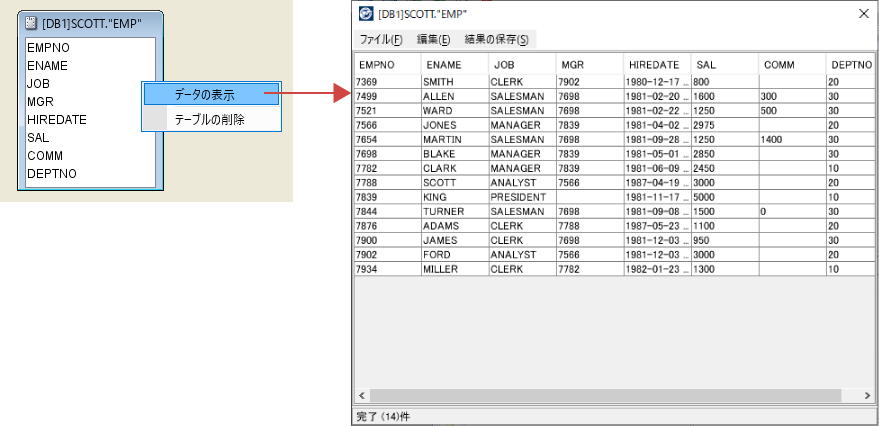 [DB1]SCOTT."EMP"
EMPNO
ENAME
JOB
MGR
HIREDATE
SAL
COMM
DEPTNO
データの表示
テーブルの削除
[DB1]SCOTT."EMP"
ファイル(F) 編集(E) 結果の保存(S)
EMPNO ENAME JOB MGR HIREDATE SAL COMM DEPTNO
7369 SMITH CLERK 7902 1980-12-17 ... 800 20
7499 ALLEN SALESMAN 7698 1981-02-20 ... 1600 300 30
7521 WARD SALESMAN 7698 1981-02-22 ... 1250 500 30
7566 JONES MANAGER 7839 1981-04-02 ... 2975 20
7654 MARTIN SALESMAN 7698 1981-09-28 ... 1250 1400 30
7698 BLAKE MANAGER 7839 1981-05-01 ... 2850 30
7782 CLARK MANAGER 7839 1981-06-09 ... 2450 10
7788 SCOTT ANALYST 7566 1987-04-19 ... 3000 20
7839 KING PRESIDENT 1981-11-17 ... 5000 10
7844 TURNER SALESMAN 7698 1981-09-08 ... 1500 0 30
7876 ADAMS CLERK 7788 1987-05-23 ... 1100 20
7900 JAMES CLERK 7698 1981-12-03 ... 950 30
7902 FORD ANALYST 7566 1981-12-03 ... 3000 20
7934 MILLER CLERK 7782 1982-01-23 ... 1300 10
完了 (14)件